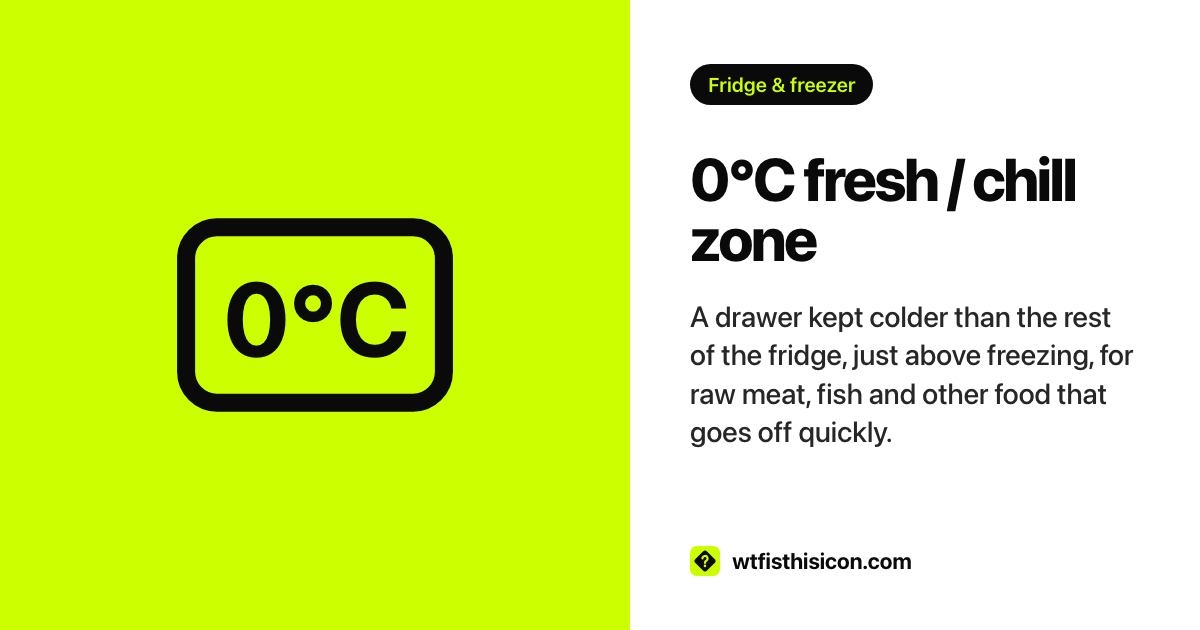 0°C
Fridge & freezer
0°C fresh / chill
zone
A drawer kept colder than the rest
of the fridge, just above freezing, for
raw meat, fish and other food that
goes off quickly.
?
wtfisthisicon.com